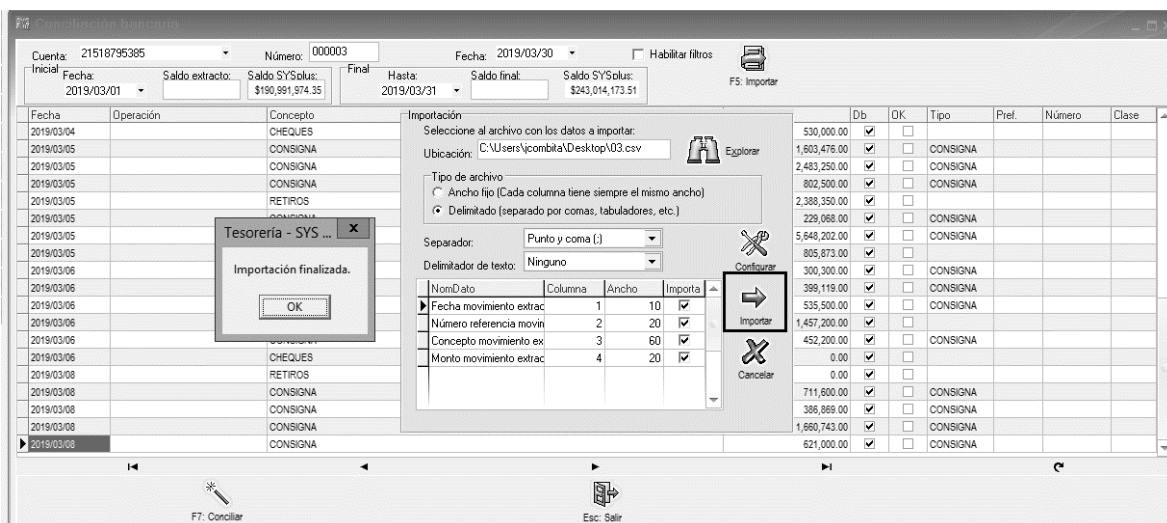 Conciliación bancaria
Cuenta: 21518795385 Número: 000003 Fecha: 2019/03/30 Habilitar filtros
Inicial Final
Fecha: Saldo extracto: Saldo SYSplus: Hasta: Saldo final: Saldo SYSplus:
2019/03/01 $190,991,974.35 2019/03/31 $243,014,173.51
F5: Importar
Fecha Operación Concepto Db OK Tipo Pref. Número Clase
2019/03/04 CHEQUES 530,000.00
2019/03/05 CONSIGNA 1,603,476.00 CONSIGNA
2019/03/05 CONSIGNA 2,483,250.00 CONSIGNA
2019/03/05 CONSIGNA 802,500.00 CONSIGNA
2019/03/05 RETIROS 2,388,350.00
2019/03/05 CONSIGNA 229,068.00 CONSIGNA
2019/03/05 5,648,202.00 CONSIGNA
2019/03/05 805,873.00
2019/03/06 300,300.00 CONSIGNA
2019/03/06 399,119.00 CONSIGNA
2019/03/06 535,500.00 CONSIGNA
2019/03/06 1,457,200.00
2019/03/06 452,200.00 CONSIGNA
2019/03/06 CHEQUES 0.00
2019/03/08 RETIROS 0.00
2019/03/08 CONSIGNA 711,600.00 CONSIGNA
2019/03/08 CONSIGNA 386,869.00 CONSIGNA
2019/03/08 CONSIGNA 1,660,743.00 CONSIGNA
2019/03/08 CONSIGNA 621,000.00 CONSIGNA
Importación
Seleccione al archivo con los datos a importar:
Ubicación: C:\Users\jcombita\Desktop\03.csv Explorar
Tipo de archivo
Ancho fijo (Cada columna tiene siempre el mismo ancho)
Delimitado (separado por comas, tabuladores, etc.)
Separador: Punto y coma (;)
Delimitador de texto: Ninguno
Configurar
NomDato Columna Ancho Importa
Fecha movimiento extrac 1 10
Número referencia movin 2 20
Concepto movimiento ex 3 60
Monto movimiento extrac 4 20
Importar
Cancelar
Tesorería - SYS ... X
Importación finalizada.
OK
F7: Conciliar Esc: Salir